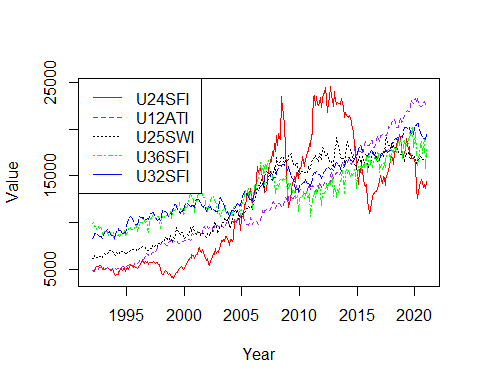 25000
15000
5000
Value
U24SFI
U12ATI
U25SWI
U36SFI
U32SFI
1995
2000
2005
2010
2015
2020
Year